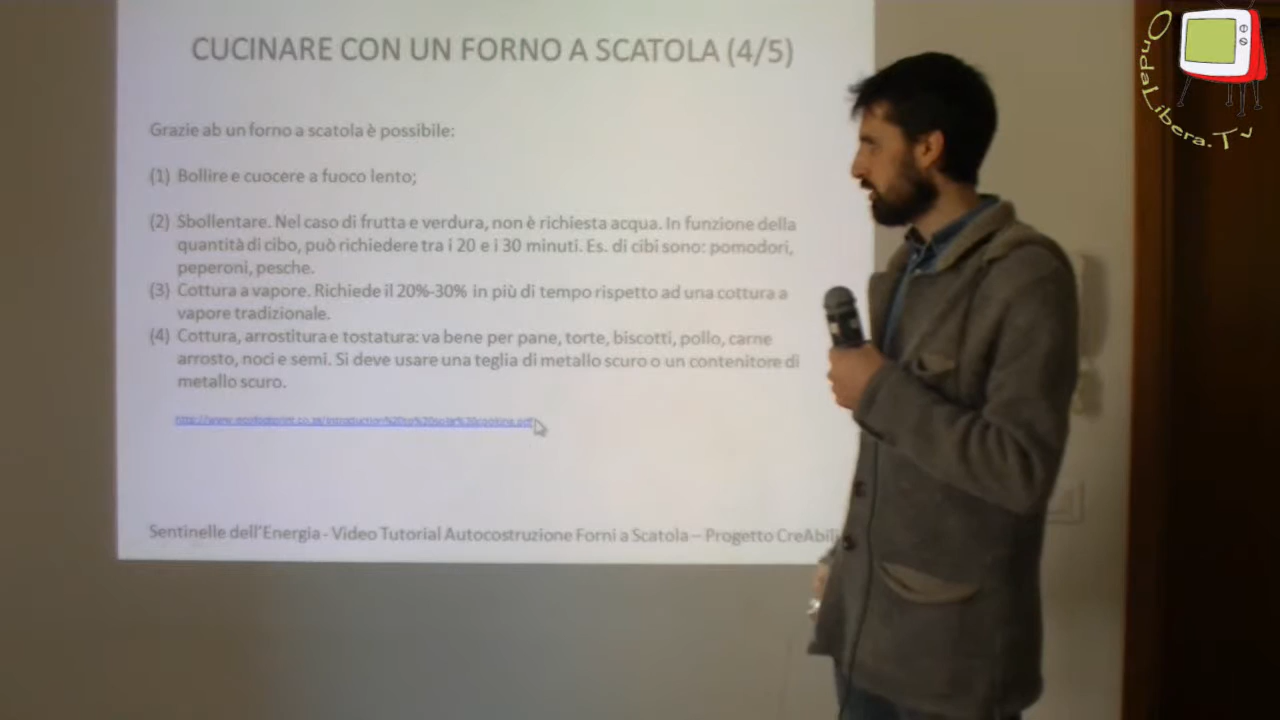 CUCINARE CON UN FORNO A SCATOLA (4/5)
Grazie ab un forno a scatola è possibile:
(1) Bollire e cuocere a fuoco lento;
(2) Sbollentare. Nel caso di frutta e verdura, non è richiesta acqua. In funzione della
quantità di cibo, può richiedere tra i 20 e i 30 minuti. Es. di cibi sono: pomodori,
peperoni, pesche.
(3) Cottura a vapore. Richiede il 20%-30% in più di tempo rispetto ad una cottura a
vapore tradizionale.
(4) Cottura, arrostitura e tostatura: va bene per pane, torte, biscotti, pollo, carne
arrosto, noci e semi. Si deve usare una teglia di metallo scuro o un contenitore di
metallo scuro.
Sentinelle dell'Energia - Video Tutorial Autocostruzione Forni a Scatola – Progetto CreAbili
OndaLibera.Tv